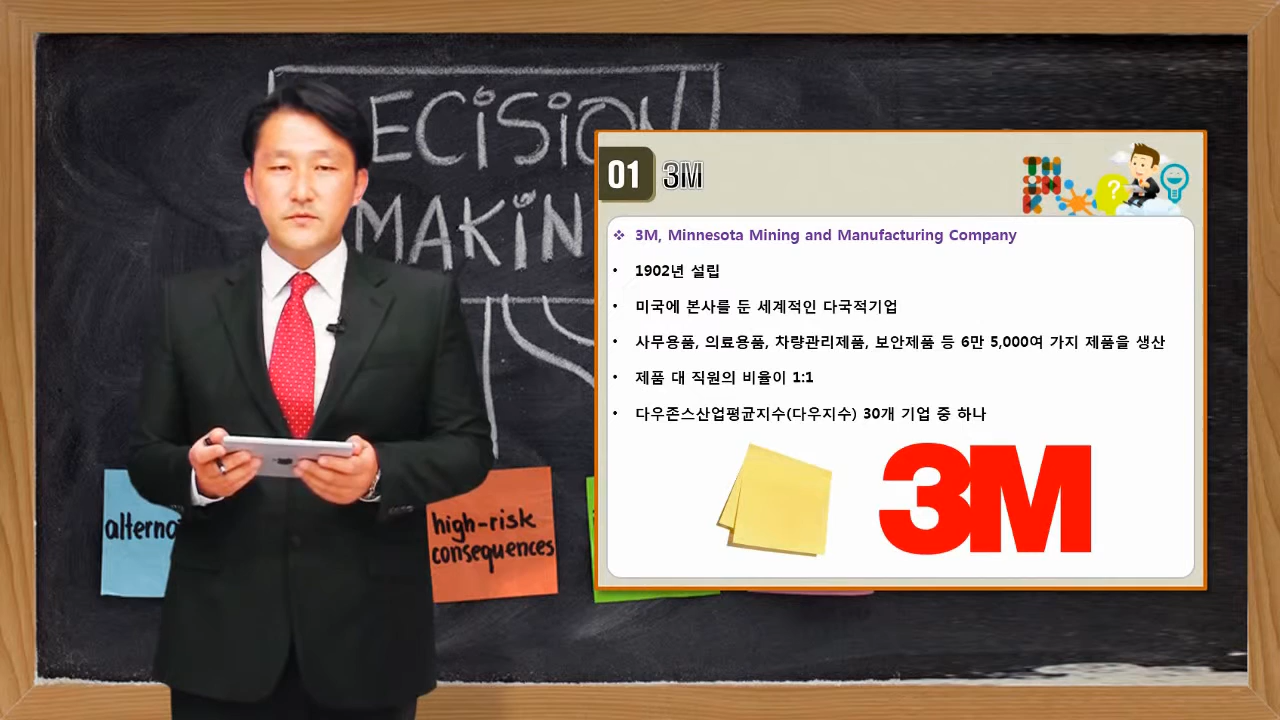 ECiSiON
MAKiN
alterna
high-risk
consequences
01 3M
❖ 3M, Minnesota Mining and Manufacturing Company
• 1902년 설립
• 미국에 본사를 둔 세계적인 다국적기업
• 사무용품, 의료용품, 차량관리제품, 보안제품 등 6만 5,000여 가지 제품을 생산
• 제품 대 직원의 비율이 1:1
• 다우존스산업평균지수(다우지수) 30개 기업 중 하나
THINK
?
3M